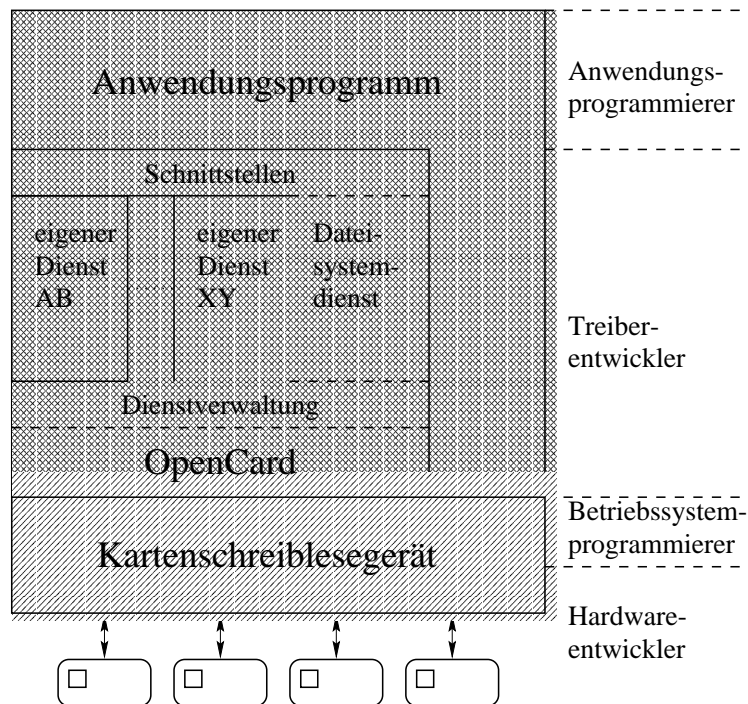 Anwendungsprogramm
Anwendungs-
programmierer
Schnittstellen
eigener
Dienst
AB
......
eigener
Dienst
XY
Datei-
system-
dienst
Treiber-
entwickler
Dienstverwaltung
OpenCard
Betriebssystem-
programmierer
Kartenschreiblesegerät
Hardware-
entwickler